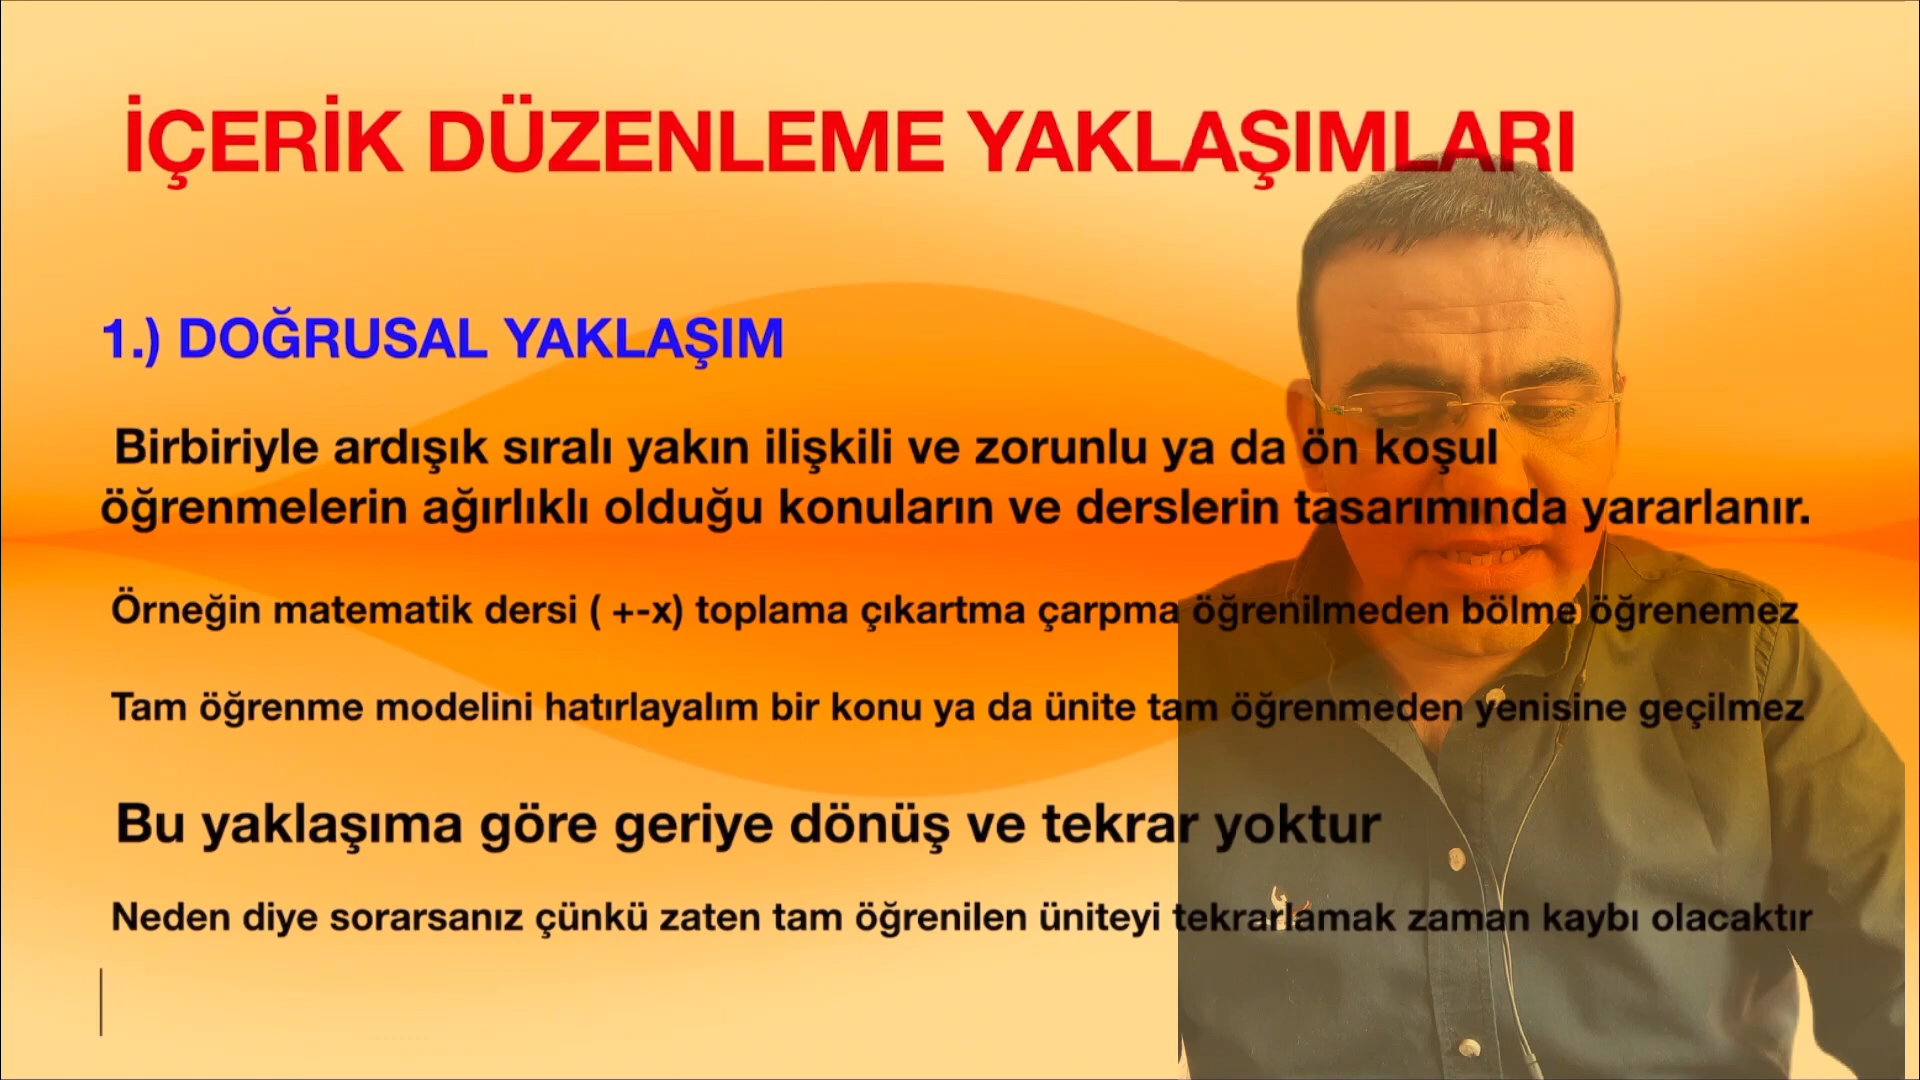 İÇERİK DÜZENLEME YAKLAŞIMLARI
1.) DOĞRUSAL YAKLAŞIM
Birbiriyle ardışık sıralı yakın ilişkili ve zorunlu ya da ön koşul
öğrenmelerin ağırlıklı olduğu konuların ve derslerin tasarımında yararlanır.
Örneğin matematik dersi ( +-x) toplama çıkartma çarpma öğrenilmeden bölme öğrenemez
Tam öğrenme modelini hatırlayalım bir konu ya da ünite tam öğrenmeden yenisine geçilmez
Bu yaklaşıma göre geriye dönüş ve tekrar yoktur
Neden diye sorarsanız çünkü zaten tam öğrenilen üniteyi tekrarlamak zaman kaybı olacaktır